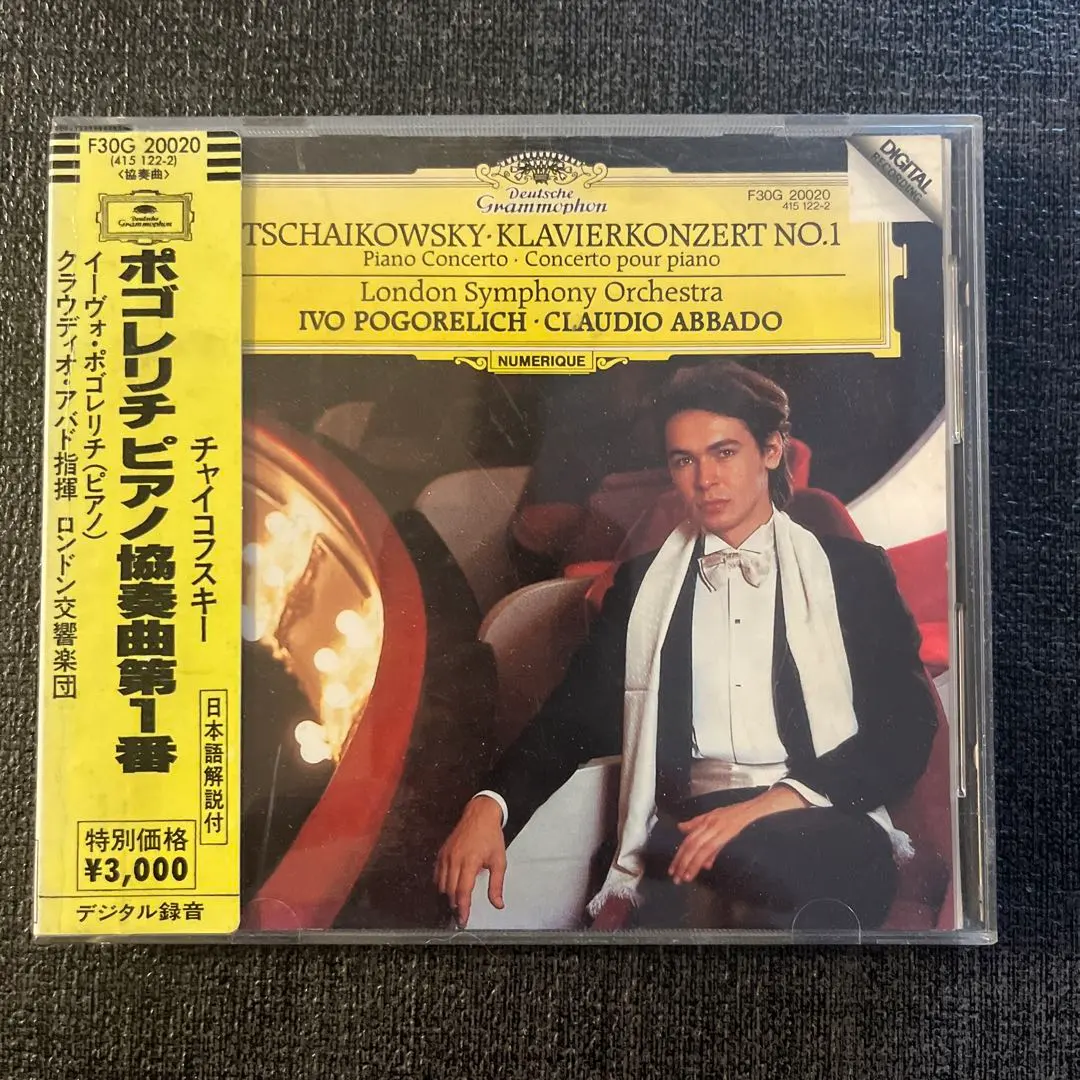 F30G 20020
(415 122-2)
〈協奏曲〉
Deutsche
Grammophon
チャイコフスキー
ポゴレリチ ピアノ協奏曲第1番
イーヴォ・ポゴレリチ(ピアノ)
クラウディオ・アバド指揮 ロンドン交響楽団
日本語解説付
特別価格
¥3,000
デジタル録音
Deutsche
Grammophon
F30G 20020
415 122-2
DIGITAL
RECORDING
TSCHAIKOWSKY·KLAVIERKONZERT NO.1
Piano Concerto · Concerto pour piano
London Symphony Orchestra
IVO POGORELICH · CLAUDIO ABBADO
NUMERIQUE